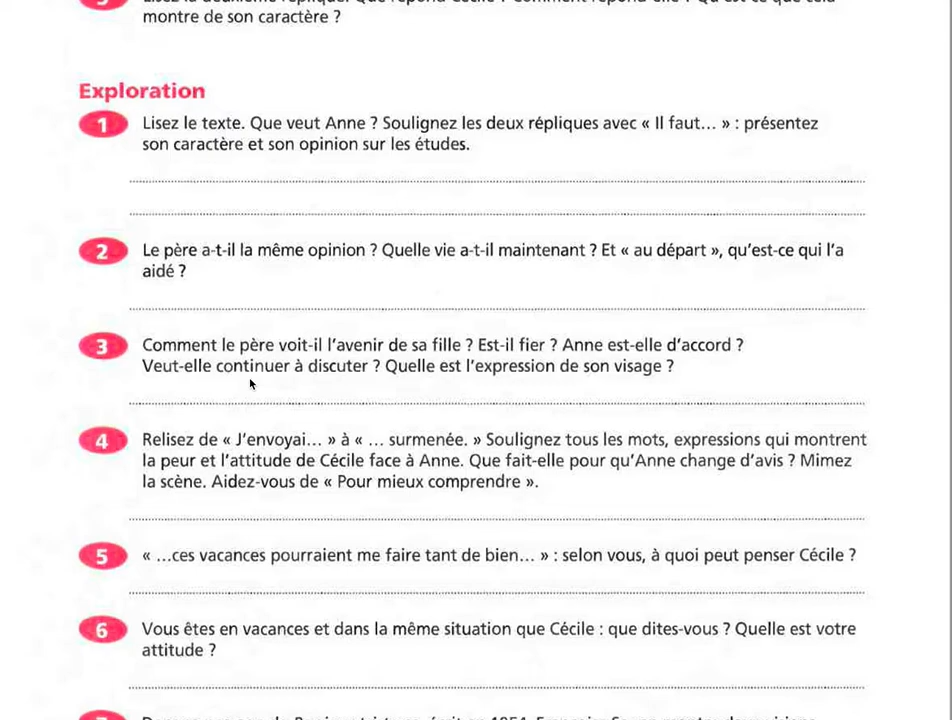 montre de son caractère ?
Exploration
1 Lisez le texte. Que veut Anne ? Soulignez les deux répliques avec « Il faut... » : présentez
son caractère et son opinion sur les études.
2 Le père a-t-il la même opinion ? Quelle vie a-t-il maintenant ? Et « au départ », qu'est-ce qui l'a
aidé ?
3 Comment le père voit-il l'avenir de sa fille ? Est-il fier ? Anne est-elle d'accord ?
Veut-elle continuer à discuter ? Quelle est l'expression de son visage ?
4 Relisez de « J'envoyai... » à « ... surmenée. » Soulignez tous les mots, expressions qui montrent
la peur et l'attitude de Cécile face à Anne. Que fait-elle pour qu'Anne change d'avis ? Mimez
la scène. Aidez-vous de « Pour mieux comprendre ».
5 « ...ces vacances pourraient me faire tant de bien... » : selon vous, à quoi peut penser Cécile ?
6 Vous êtes en vacances et dans la même situation que Cécile : que dites-vous ? Quelle est votre
attitude ?